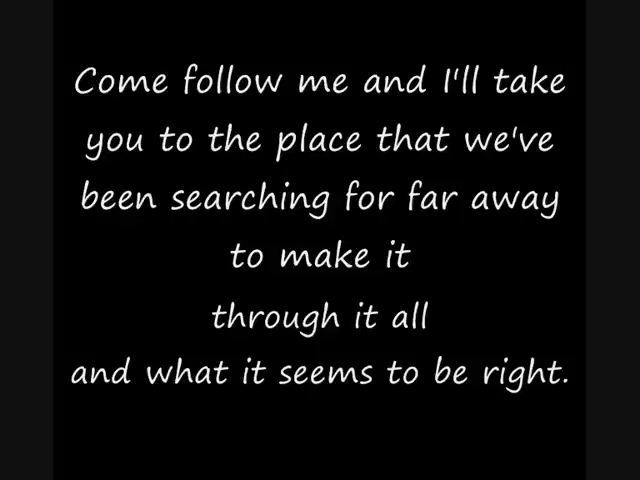 Come follow me and I'll take
you to the place that we've
been searching for far away
to make it
through it all
and what it seems to be right.